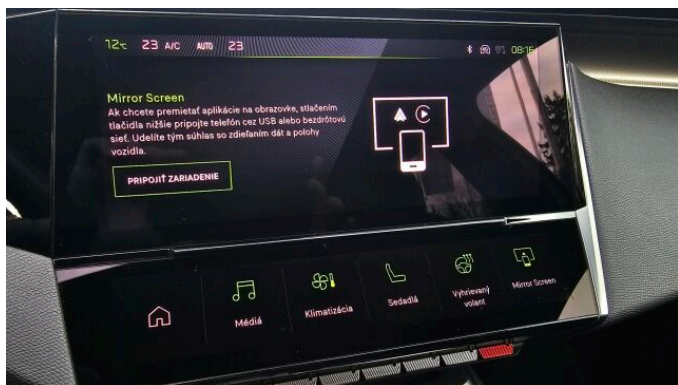 12c 23 A/C AUTO 23
08:16
Mirror Screen
Ak chcete premietať aplikácie na obrazovke, stlačením
tlačidla nižšie pripojte telefón cez USB alebo bezdrôtovú
sieť. Udelíte tým súhlas so zdieľaním dát a polohy
vozidla.
PRIPOJIŤ ZARIADENIE
Médiá
Klimatizácia
Sedadlá
Vyhrievaný
volant
Mirror Screen